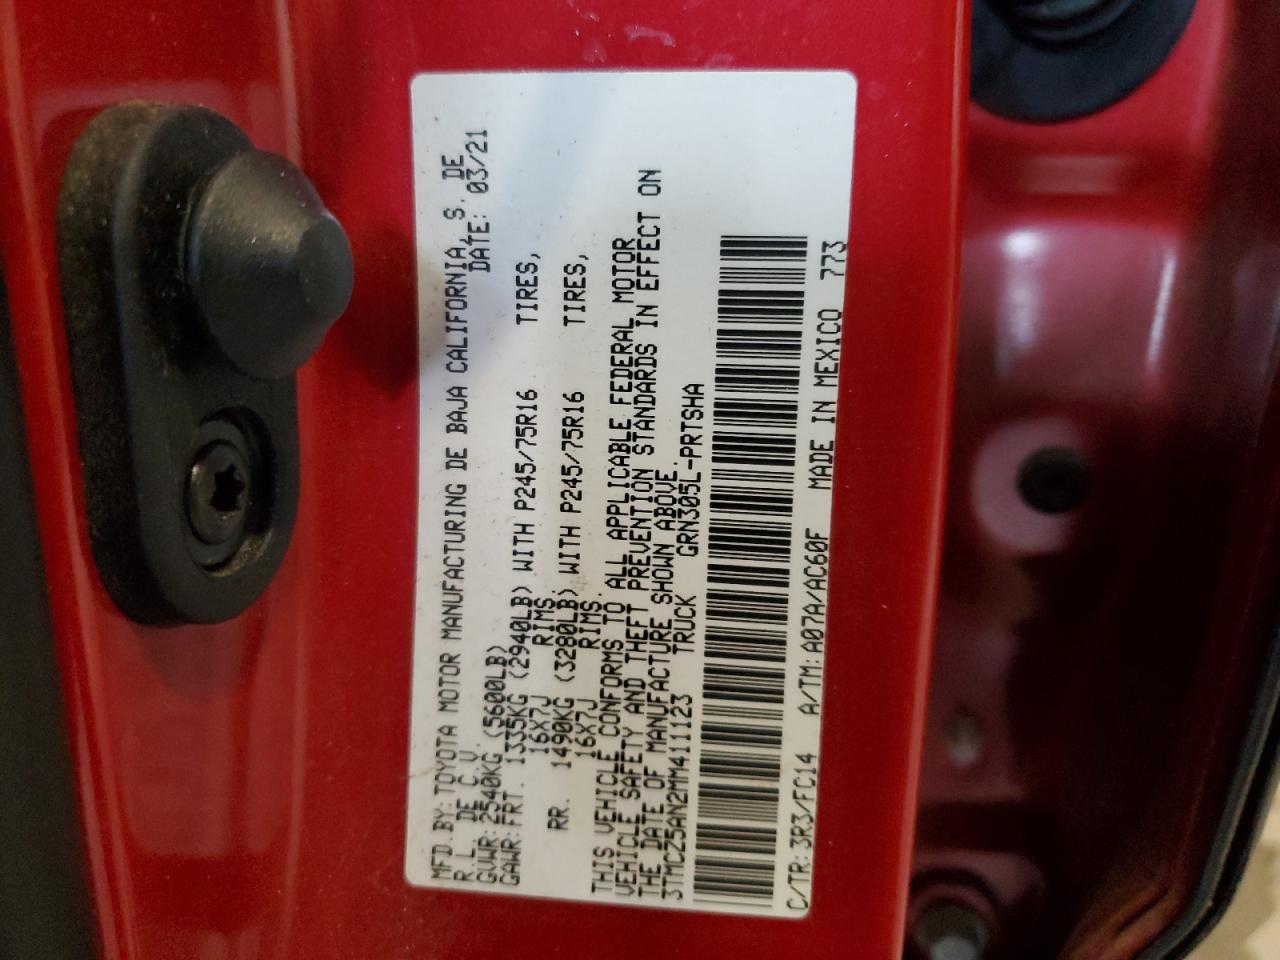 MFD.BY:TOYOTA MOTOR MANUFACTURING DE BAJA CALIFORNIA, S. DE
R.L. DE C.V. DATE: 03/21
GVWR:2540KG (5600LB)
GAWR:FRT. 1335KG (2940LB) WITH P245/75R16 TIRES,
16X7J RIMS.
RR. 1490KG (3280LB) WITH P245/75R16 TIRES,
16X7J RIMS.
THIS VEHICLE CONFORMS TO ALL APPLICABLE FEDERAL MOTOR
VEHICLE SAFETY AND THEFT PREVENTION STANDARDS IN EFFECT ON
THE DATE OF MANUFACTURE SHOWN ABOVE.
3TMCZ5AN2MM411123 TRUCK GRN305L-PRTSHA
C/TR:3R3/FC14 A/TM:A07A/AC60F MADE IN MEXICO 773